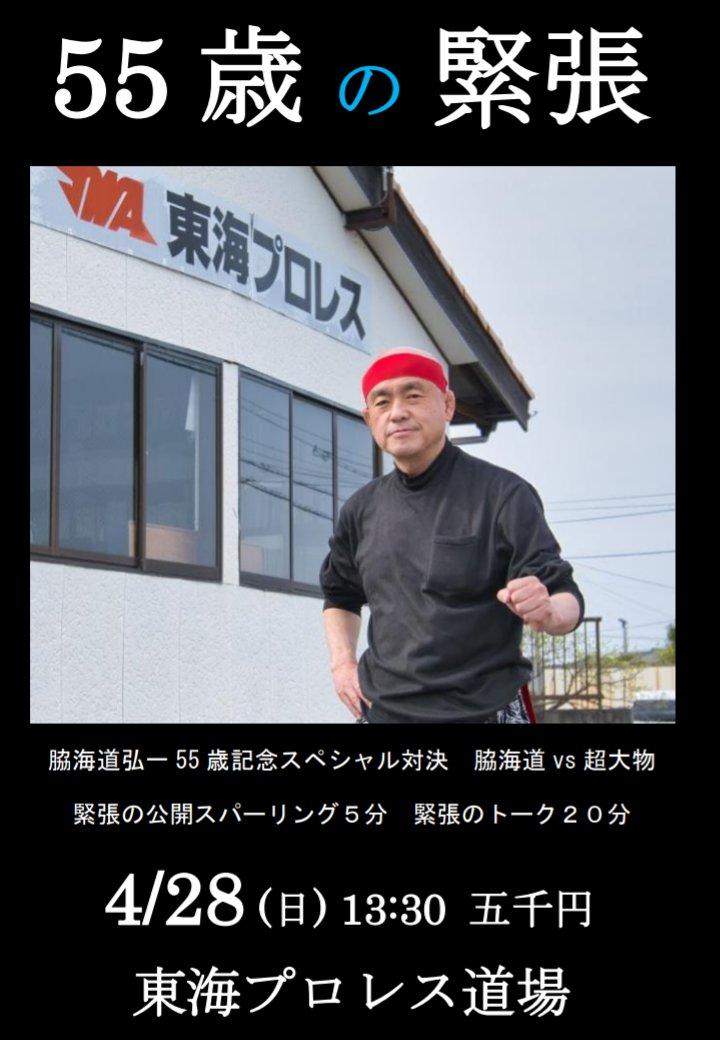 55歳の緊張
東海プロレス
脇海道弘一 55 歳記念スペシャル対決　脇海道 vs 超大物
緊張の公開スパーリング５分　緊張のトーク２０分
4/28(日) 13:30 五千円
東海プロレス道場